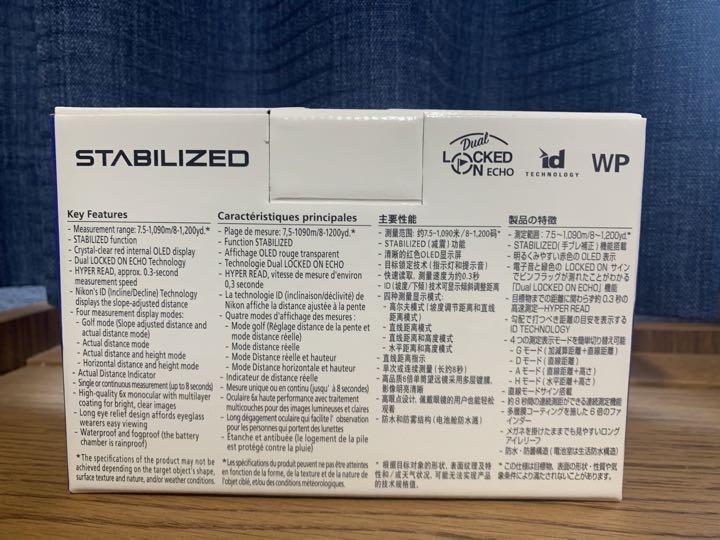 STABILIZED
Dual
LOCKED
ON ECHO
id
TECHNOLOGY
WP
Key Features
- Measurement range: 7.5-1,090m/8-1,200yd.*
- STABILIZED function
- Crystal-clear red internal OLED display
- Dual LOCKED ON ECHO Technology
- HYPER READ, approx. 0.3-second
measurement speed
- Nikon's ID (Incline/Decline) Technology
displays the slope-adjusted distance
- Four measurement display modes:
- Golf mode (Slope adjusted distance and
actual distance mode)
- Actual distance mode
- Actual distance and height mode
- Horizontal distance and height mode
- Actual Distance Indicator
- Single or continuous measurement (up to 8 seconds)
- High-quality 6x monocular with multilayer
coating for bright, clear images
- Long eye relief design affords eyeglass
wearers easy viewing
- Waterproof and fogproof (the battery
chamber is rainproof)
*The specifications of the product may not be
achieved depending on the target object's shape,
surface texture and nature, and/or weather conditions.
Caractéristiques principales
- Plage de mesure: 7,5-1090m/8-1200yd.*
- Function STABILIZED
- Affichage OLED rouge transparent
- Technologie Dual LOCKED ON ECHO
- HYPER READ, vitesse de mesure d'environ
0,3 seconde
- La technologie ID (inclinaison/déclivité) de
Nikon affiche la distance ajustée à la pente
- Quatre modes d'affichage des mesures:
- Mode golf (Réglage distance de la pente et
mode distance réelle)
- Mode distance réelle
- Mode Distance réelle et hauteur
- Mode Distance horizontale et hauteur
- Indicateur de distance réelle
- Mesure unique ou en continu (jusqu' à 8 secondes)
- Oculaire 6x haute performance avec traitement
multicouches pour des images lumineuses et claires
- Long dégagement oculaire qui facilite l' observation
pour les personnes qui portent des lunettes
- Étanche et antibuée (le logement de la pile
est protégé contre la pluie)
*Les spécifications du produit peuvent ne pas être atteintes
en fonction de la forme, de la texture et de la nature de
l'objet ciblé, et/ou des conditions météorologiques.
主要性能
- 测量范围: 约7.5-1,090米/8-1,200码*
- STABILIZED (减震) 功能
- 清晰的红色OLED显示屏
- 目标锁定技术 (指示灯和提示音)
- 快速读取, 测量速度为约0.3秒
- ID (坡度/下坡) 技术可显示倾斜调整距离
- 四种测量显示模式:
- 高尔夫模式 (坡度调节距离和直线
距离模式)
- 直线距离模式
- 直线距离和高度模式
- 水平距离和高度模式
- 直线距离指示
- 单次或连续测量 (长约8秒)
- 高品质6倍单筒望远镜采用多层镀膜,
影像明亮清晰
- 高眼点设计, 佩戴眼镜的用户也能轻松
观看
- 防水和防雾结构 (电池舱防水溅)
* 根据目标对象的形状、表面纹理及特
性和/或天气状况, 可能无法实现产品
的技术规格值。
製品の特徴
- 測定範囲: 7.5～1,090m/8～1,200yd.*
- STABILIZED(手ブレ補正)機能搭載
- 明るくくみやすい赤色のOLED 表示
- 電子音と緑色の LOCKED ON サイン
でピンフラッグが測れたことがわかる
「Dual LOCKED ON ECHO」機能
- 目標物までの距離に関わらず約 0.3 秒の
高速測定―HYPER READ
- 勾配で打つべき距離の目安を表示する
ID TECHNOLOGY
- 4つの測定表示モードを簡単切り替え可能
- G モード (加減算距離+直線距離)
- D モード (直線距離)
- A モード (直線距離+高さ)
- H モード (水平距離+高さ)
- 直線距離サイン搭載
- 約8秒間の連続測距ができる連続測定機能
- 多層膜コーティングを施した 6 倍のファ
インダー
- メガネを掛けたままでも見やすいロング
アイレリーフ
- 防水・防曇構造 (電池室は生活防水構造)
* この仕様は目標物、表面の形状・性質や気
象条件により満たされないことがあります。